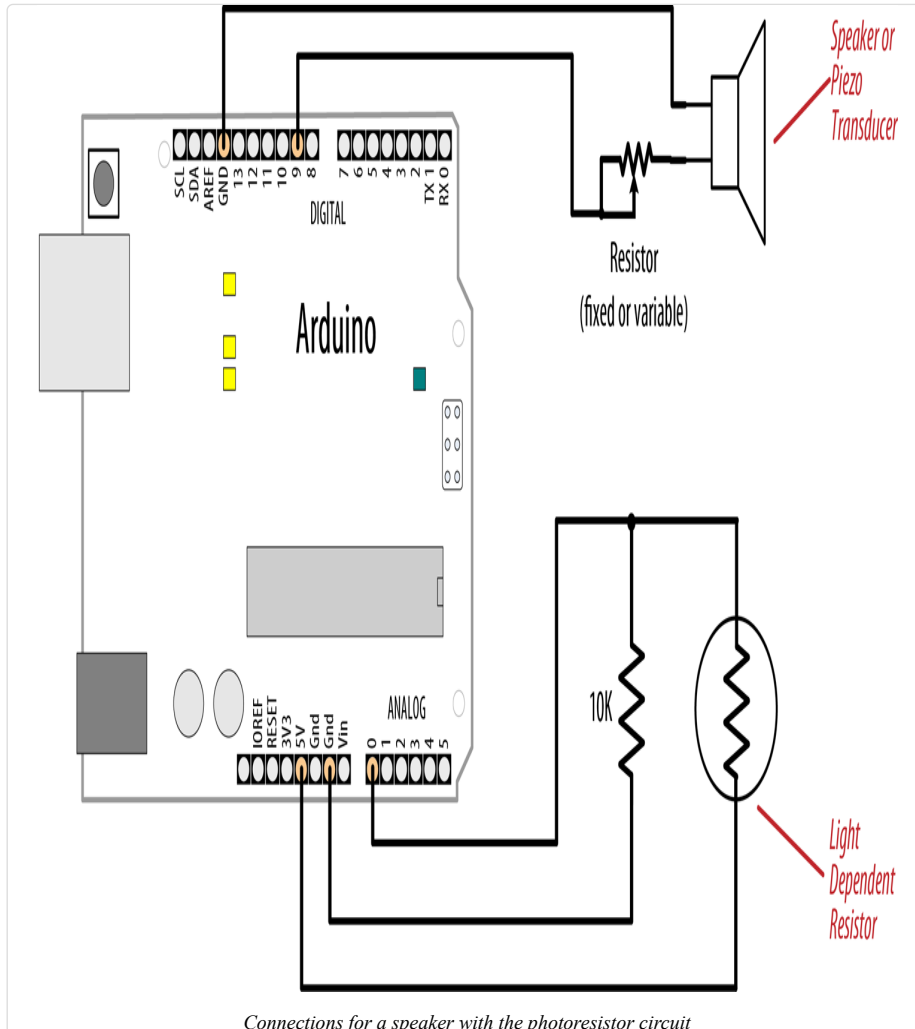 Speaker or
Piezo
Transducer
SCL
SDA
AREF
GND
13
12
11
10
9
8
7
6
5
4
3
2
TX 1
RX 0
DIGITAL
Resistor
(fixed or variable)
Arduino
10K
ANALOG
IOREF
RESET
3V3
5V
Gnd
Gnd
Vin
0
1
2
3
4
5
Light
Dependent
Resistor
Connections for a speaker with the photoresistor circuit